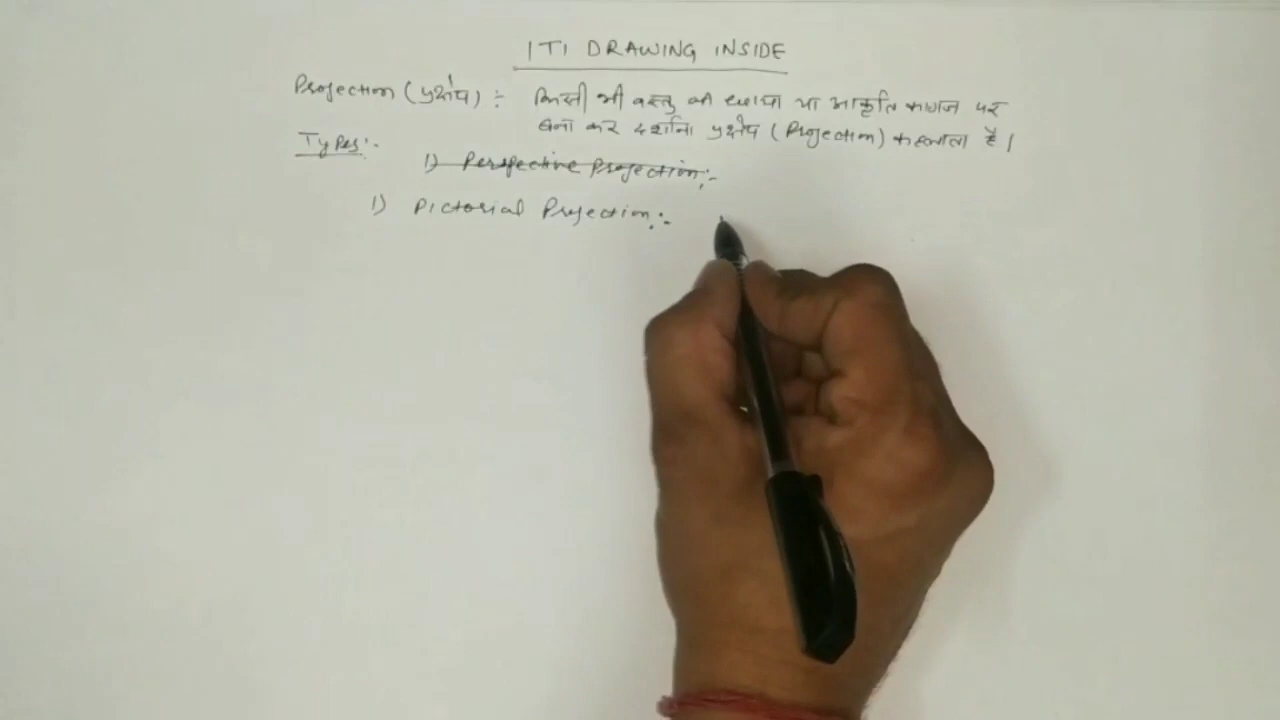 ITI DRAWING INSIDE
Projection (प्रक्षेप) :- किसी भी वस्तु की छाया या आकृति कागज पर
बना कर दर्शाना प्रक्षेप (Projection) कहलाता है।
Types:-
1) Perspective Projection:-
1) Pictorial Projection:-